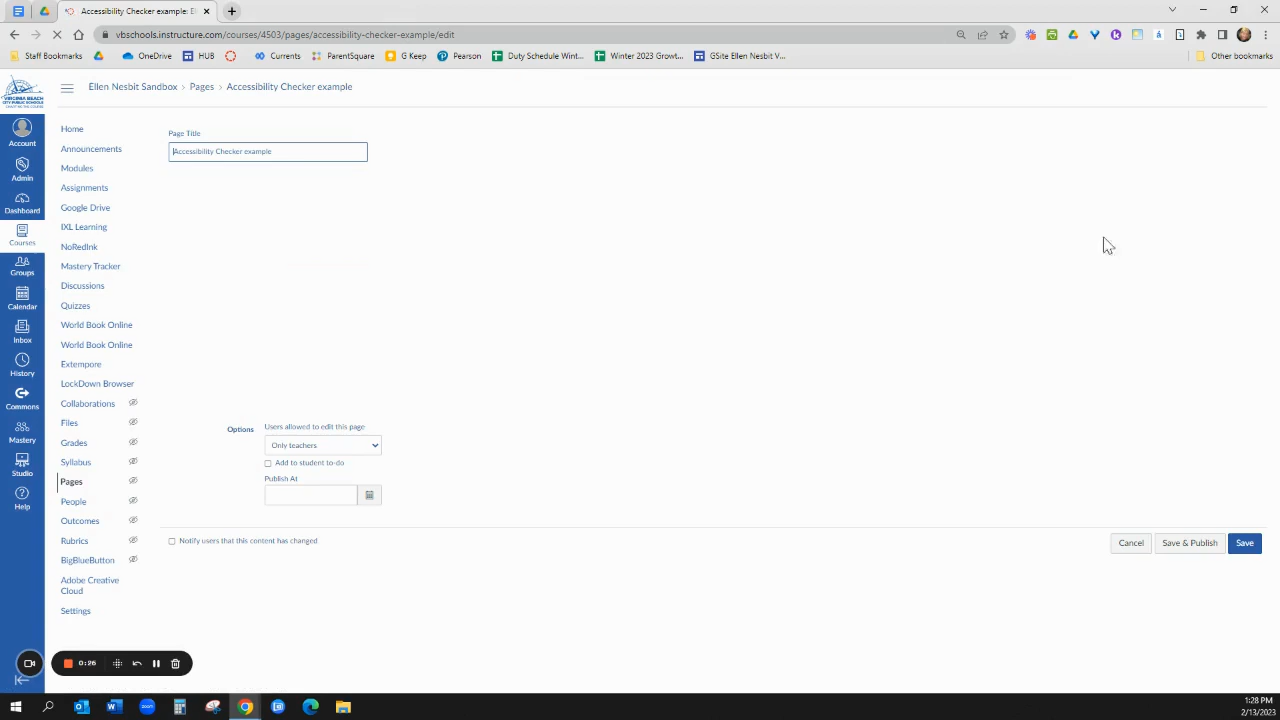 Accessibility Checker example: E
vbschools.instructure.com/courses/4503/pages/accessibility-checker-example/edit
Staff Bookmarks
OneDrive
HUB
Currents
ParentSquare
G Keep
Pearson
Duty Schedule Wint...
Winter 2023 Growt...
GSite Ellen Nesbit V...
Other bookmarks
VIRGINIA BEACH
CITY PUBLIC SCHOOLS
Ellen Nesbit Sandbox > Pages > Accessibility Checker example
Account
Admin
Dashboard
Courses
Groups
Calendar
Inbox
History
Commons
Mastery
Studio
Help
Home
Announcements
Modules
Assignments
Google Drive
IXL Learning
NoRedInk
Mastery Tracker
Discussions
Quizzes
World Book Online
World Book Online
Extempore
LockDown Browser
Collaborations
Files
Grades
Syllabus
Pages
People
Outcomes
Rubrics
BigBlueButton
Adobe Creative
Cloud
Settings
Page Title
Accessibility Checker example
Options
Users allowed to edit this page
Only teachers
Add to student to-do
Publish At
Notify users that this content has changed
Cancel
Save & Publish
Save
0:26
1:28 PM
2/13/2023